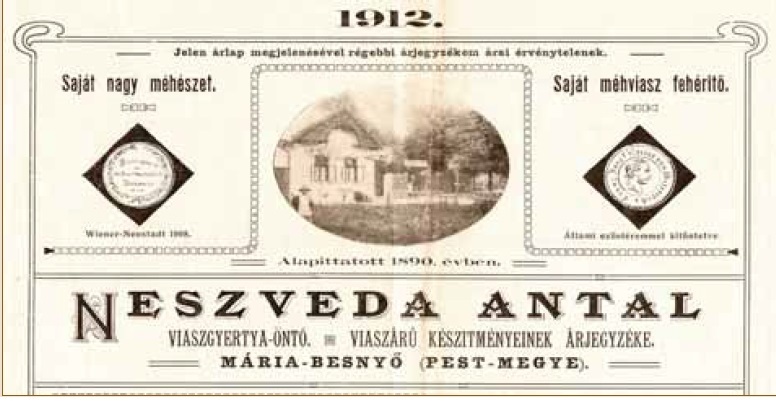 1912.
Jelen árlap megjelenésével régebbi árjegyzékem árai érvénytelenek.
Saját nagy méhészet.
Saját méhviasz fehéritő.
Wiener-Neustadt 1908.
Állami ezüstéremmel kitüntetve
Alapittatott 1890. évben.
NESZVEDA ANTAL
VIASZGYERTYA-ÖNTŐ. VIASZÁRÚ KÉSZITMÉNYEINEK ÁRJEGYZÉKE.
MÁRIA-BESNYŐ (PEST-MEGYE).